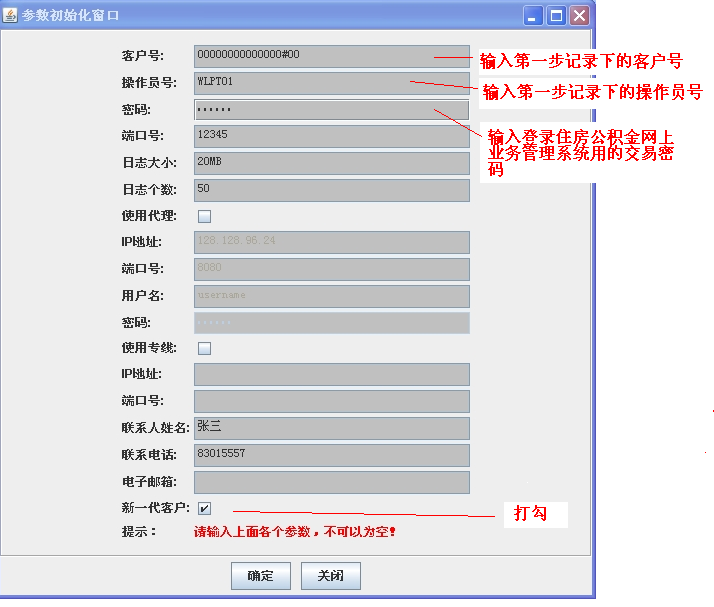 参数初始化窗口
客户号: 00000000000000#00
输入第一步记录下的客户号
操作员号: WLPT01
输入第一步记录下的操作员号
密码: ••••••
输入登录住房公积金网上
业务管理系统用的交易密
码
端口号: 12345
日志大小: 20MB
日志个数: 50
使用代理:
IP地址: 128.128.96.24
端口号: 8080
用户名: username
密码: ••••••
使用专线:
IP地址:
端口号:
联系人姓名: 张三
联系电话: 83015557
电子邮箱:
新一代客户:
打勾
提示： 请输入上面各个参数，不可以为空!
确定 关闭